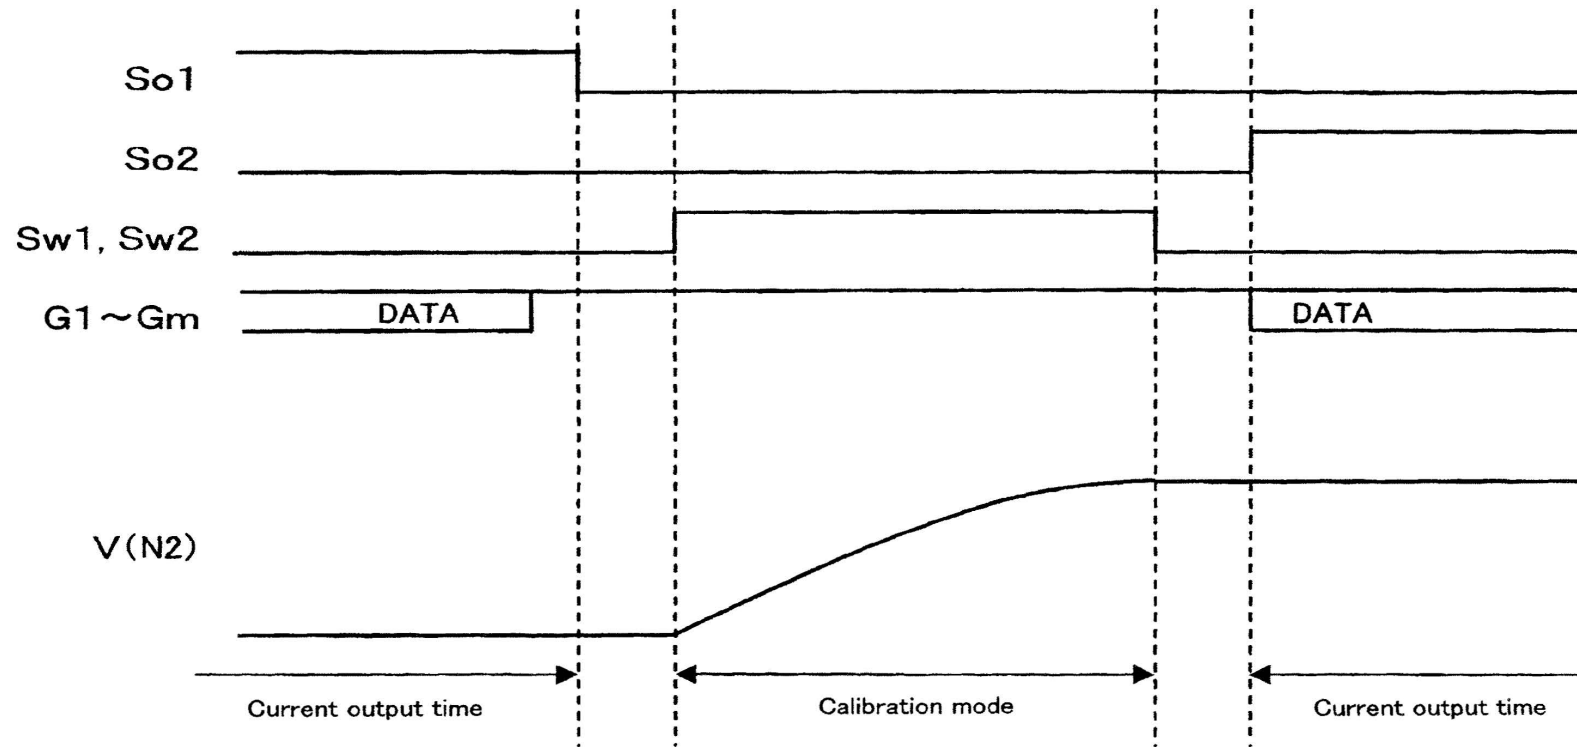 So1
So2
Sw1, Sw2
G1～Gm DATA DATA
V(N2)
Current output time Calibration mode Current output time